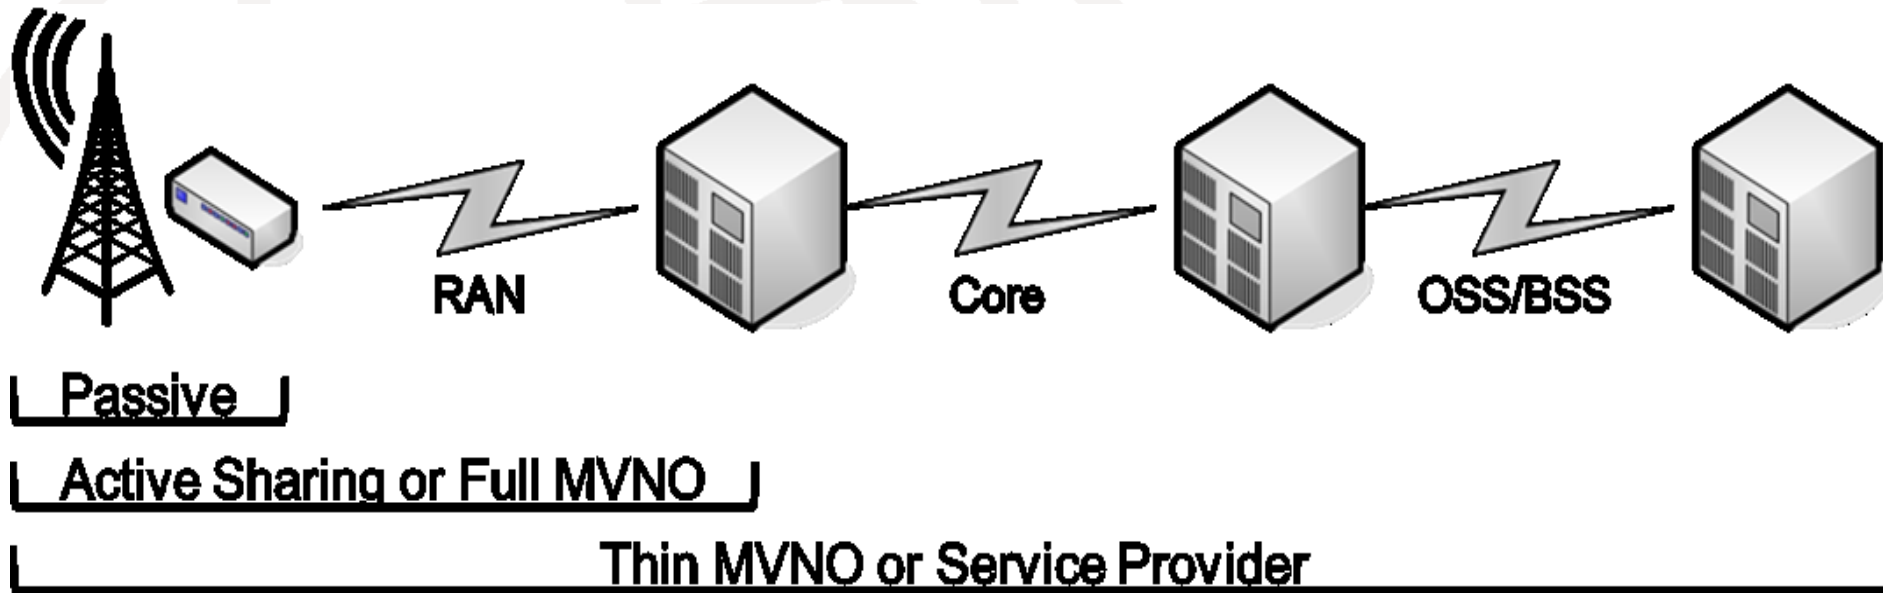 RAN
Core
OSS/BSS
Passive
Active Sharing or Full MVNO
Thin MVNO or Service Provider